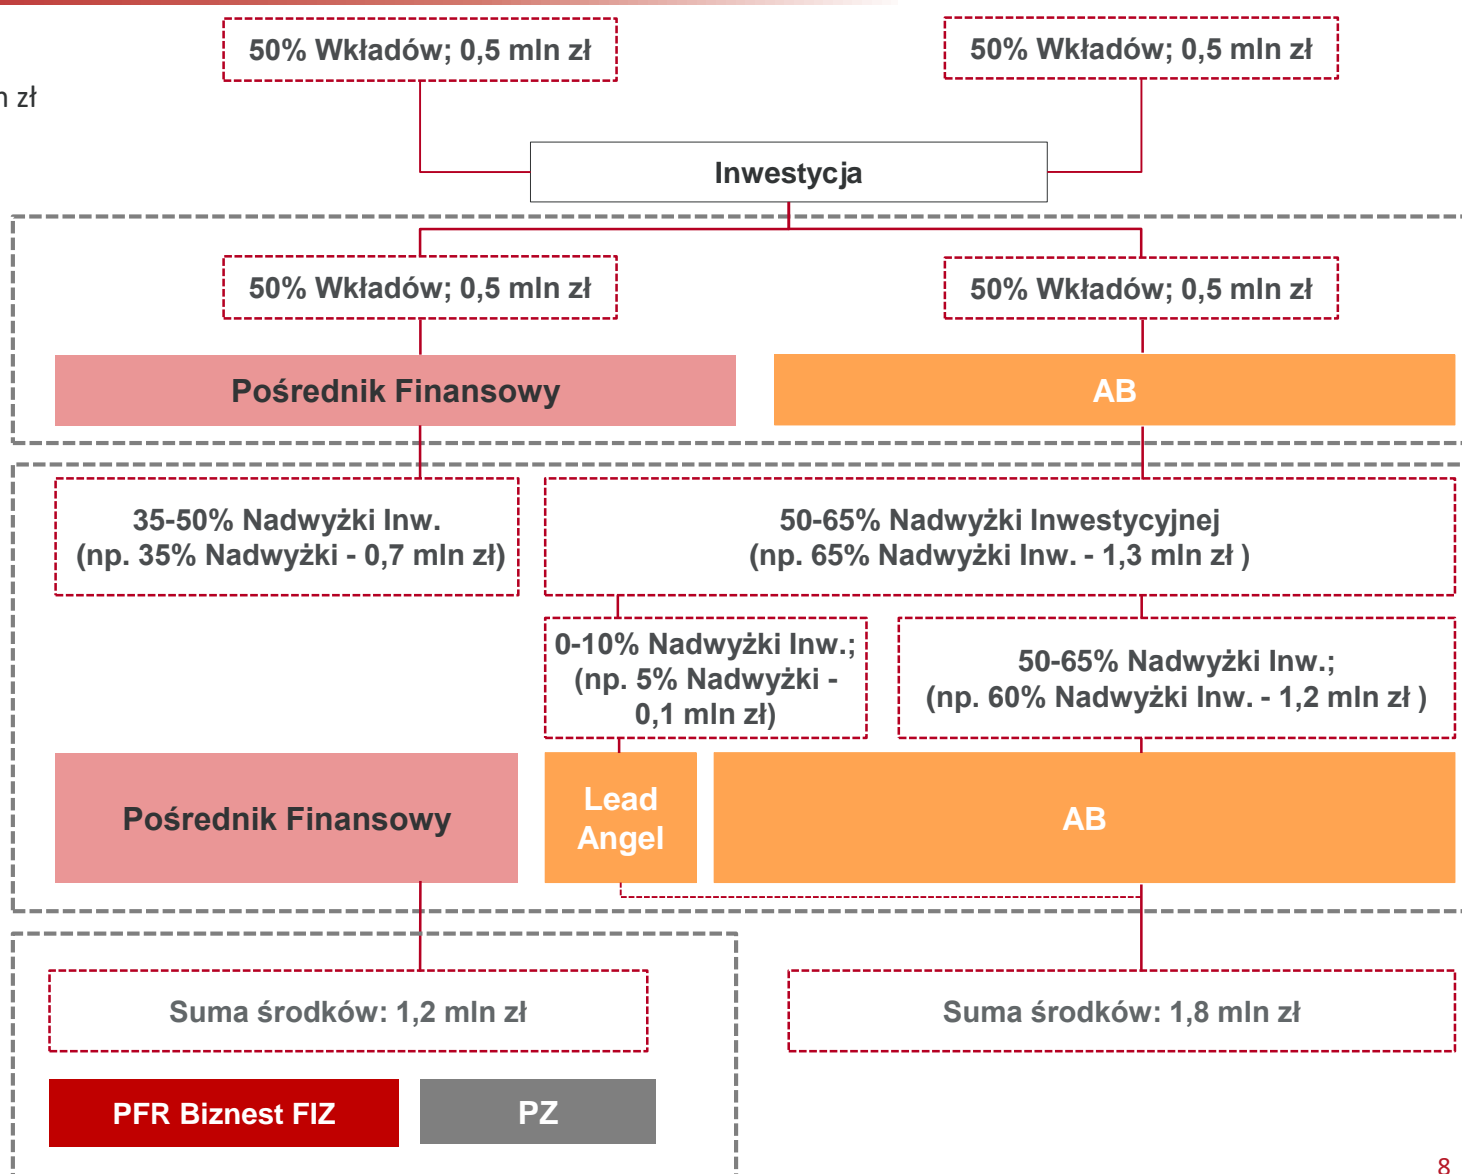 50% Wkładów; 0,5 mln zł
50% Wkładów; 0,5 mln zł
zł
Inwestycja
50% Wkładów; 0,5 mln zł
50% Wkładów; 0,5 mln zł
Pośrednik Finansowy
AB
35-50% Nadwyżki Inw.
(np. 35% Nadwyżki - 0,7 mln zł)
50-65% Nadwyżki Inwestycyjnej
(np. 65% Nadwyżki Inw. - 1,3 mln zł )
0-10% Nadwyżki Inw.;
(np. 5% Nadwyżki -
0,1 mln zł)
50-65% Nadwyżki Inw.;
(np. 60% Nadwyżki Inw. - 1,2 mln zł )
Pośrednik Finansowy
Lead
Angel
AB
Suma środków: 1,2 mln zł
Suma środków: 1,8 mln zł
PFR Biznest FIZ
PZ
8